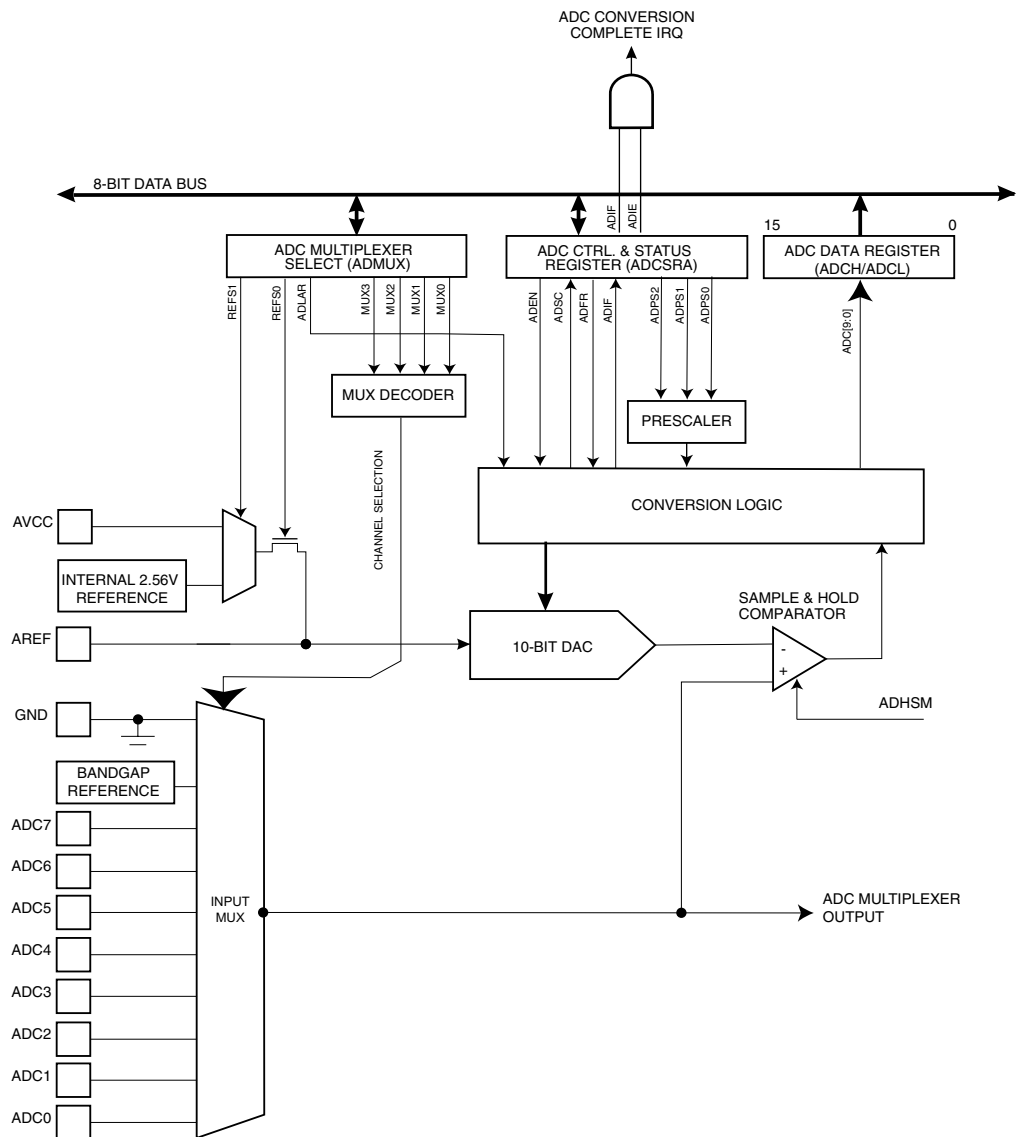 ADC CONVERSION
COMPLETE IRQ
8-BIT DATA BUS
ADIF
ADIE
15
0
ADC MULTIPLEXER
SELECT (ADMUX)
ADC CTRL. & STATUS
REGISTER (ADCSRA)
ADC DATA REGISTER
(ADCH/ADCL)
REFS1
REFS0
ADLAR
MUX3
MUX2
MUX1
MUX0
ADEN
ADSC
ADFR
ADIF
ADPS2
ADPS1
ADPS0
ADC[9:0]
MUX DECODER
PRESCALER
CHANNEL SELECTION
CONVERSION LOGIC
AVCC
INTERNAL 2.56V
REFERENCE
SAMPLE & HOLD
COMPARATOR
AREF
10-BIT DAC
-
+
GND
ADHSM
BANDGAP
REFERENCE
ADC7
ADC6
ADC5
INPUT
MUX
ADC MULTIPLEXER
OUTPUT
ADC4
ADC3
ADC2
ADC1
ADC0